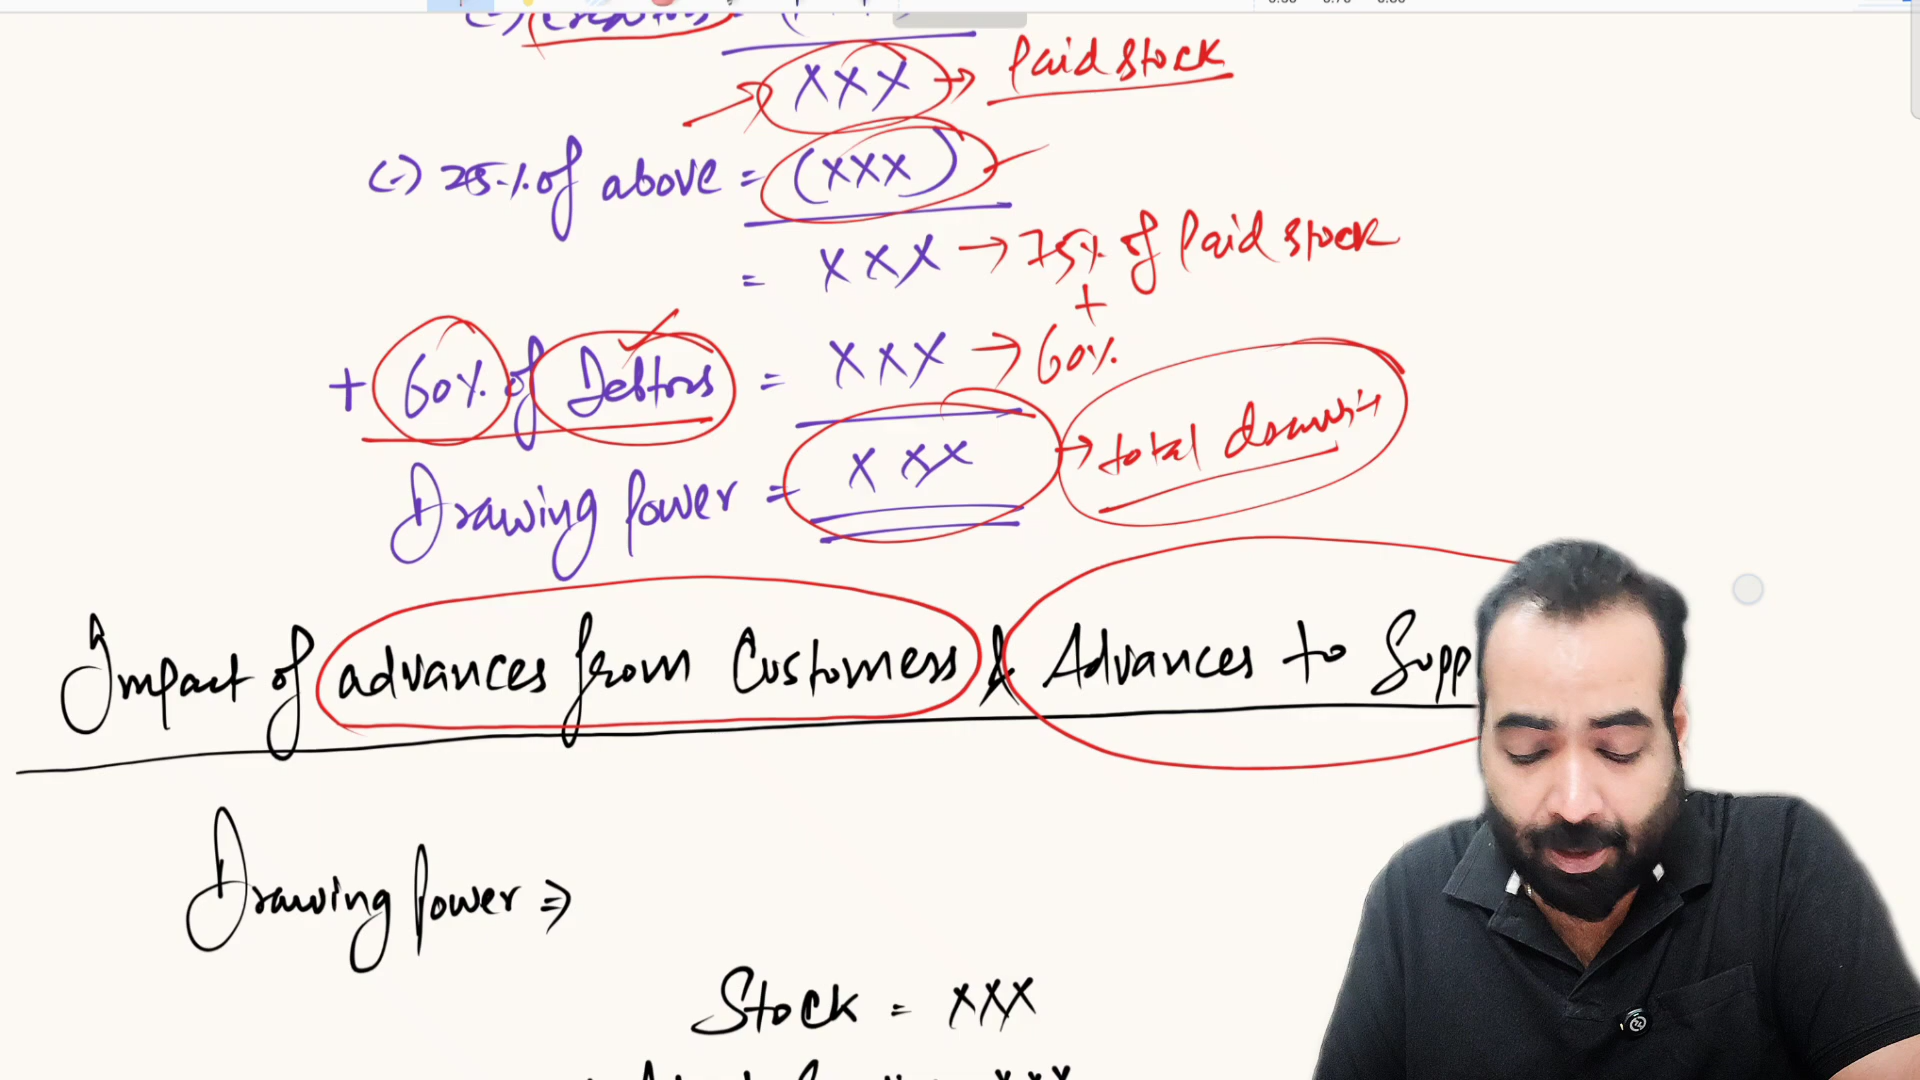 XXX → Paid Stock
(-) 25% of above = (XXX)
= XXX → 75% of Paid stock
+
+ 60% of Debtors = XXX → 60%
Drawing Power = XXX → total
Impact of advances from Customers & Advances to Supp
Drawing Power ⇒
Stock = XXX